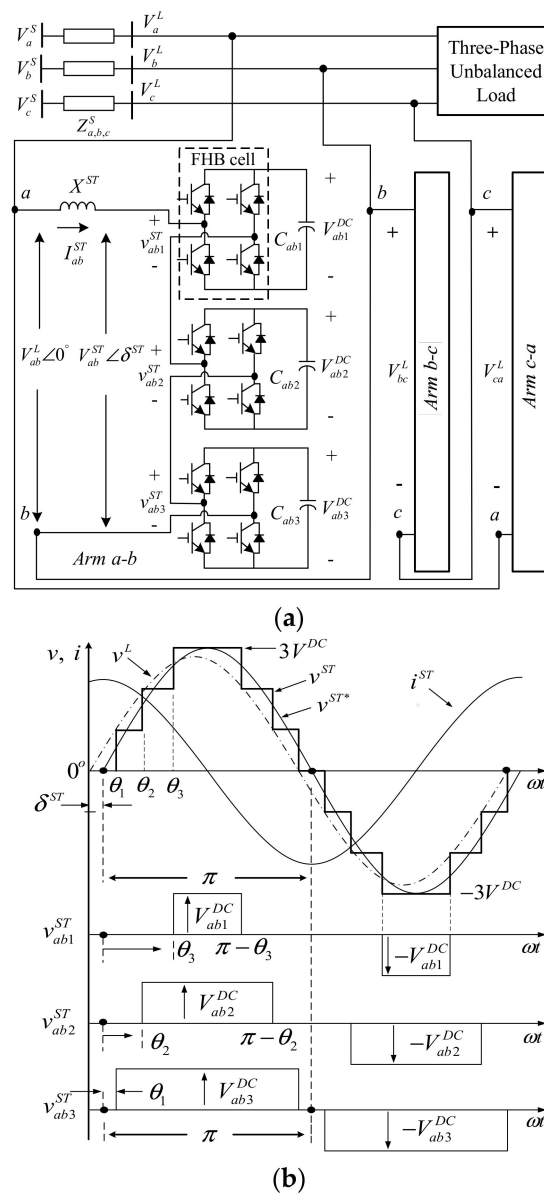 V_a^S
V_a^L
V_b^S
V_b^L
V_c^S
V_c^L
Z_{a,b,c}^S
Three-Phase
Unbalanced
Load
FHB cell
a
X^{ST}
I_{ab}^{ST}
+
v_{ab1}^{ST}
-
C_{ab1}
+
V_{ab1}^{DC}
-
b
+
c
+
V_{ab}^L∠0°
V_{ab}^{ST}∠δ^{ST}
+
v_{ab2}^{ST}
-
C_{ab2}
+
V_{ab2}^{DC}
-
V_{bc}^L
Arm b-c
V_{ca}^L
Arm c-a
+
v_{ab3}^{ST}
-
C_{ab3}
+
V_{ab3}^{DC}
-
b
Arm a-b
-
c
-
a
(a)
v, i
v^L
3V^{DC}
v^{ST}
v^{ST*}
i^{ST}
0°
θ_1
θ_2
θ_3
ωt
δ^{ST}
π
-3V^{DC}
v_{ab1}^{ST}
V_{ab1}^{DC}
θ_3
π-θ_3
-V_{ab1}^{DC}
ωt
v_{ab2}^{ST}
V_{ab2}^{DC}
θ_2
π-θ_2
-V_{ab2}^{DC}
ωt
v_{ab3}^{ST}
θ_1
V_{ab3}^{DC}
π
-V_{ab3}^{DC}
ωt
(b)